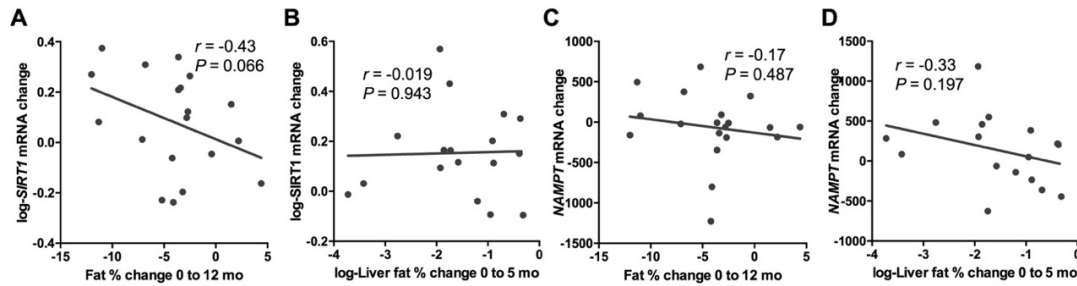 A
log-SIRT1 mRNA change
0.4
0.2
0.0
-0.2
-0.4
r = -0.43
P = 0.066
-15
-10
-5
0
5
Fat % change 0 to 12 mo
B
log-SIRT1 mRNA change
0.6
0.4
0.2
0.0
-0.2
r = -0.019
P = 0.943
-4
-3
-2
-1
0
log-Liver fat % change 0 to 5 mo
C
NAMPT mRNA change
1000
500
0
-500
-1000
-1500
r = -0.17
P = 0.487
-15
-10
-5
0
5
Fat % change 0 to 12 mo
D
NAMPT mRNA change
1500
1000
500
0
-500
-1000
r = -0.33
P = 0.197
-4
-3
-2
-1
0
log-Liver fat % change 0 to 5 mo